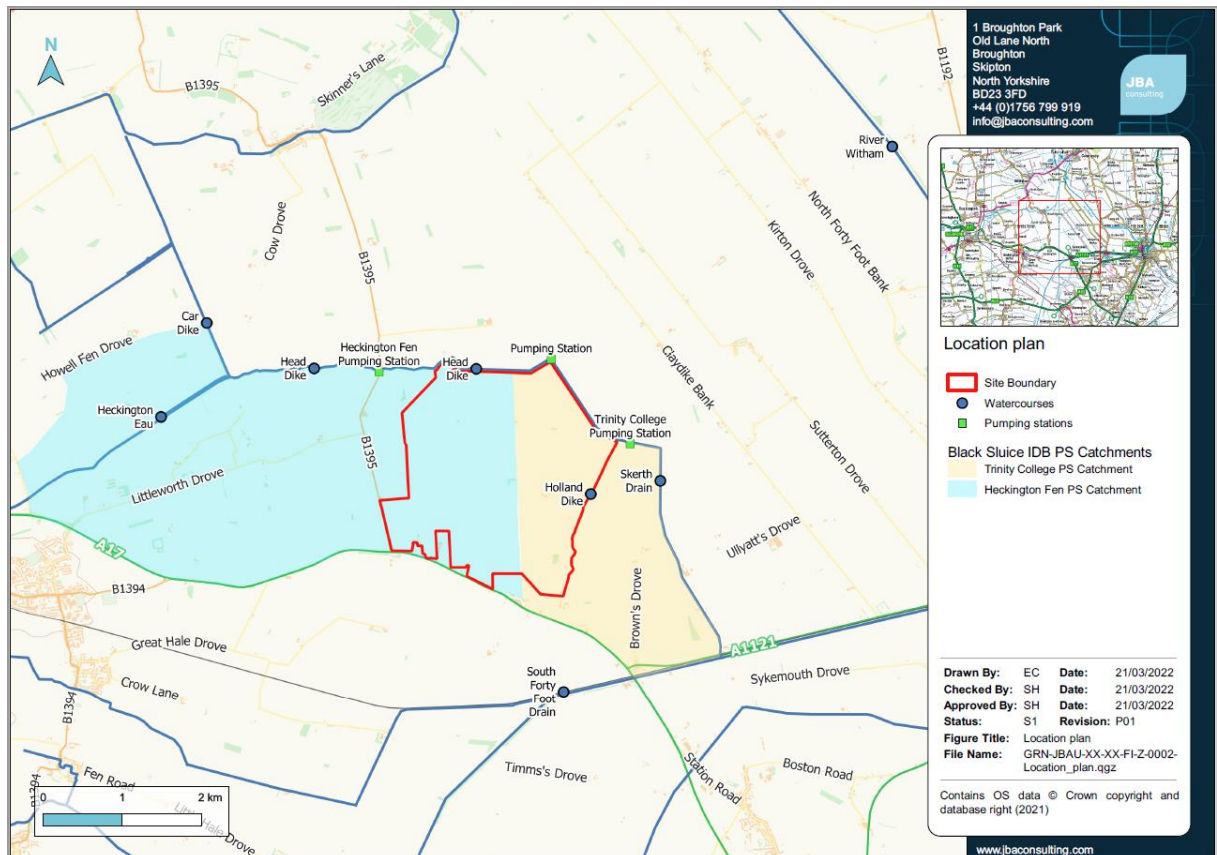 N
B1395
Skinner's Lane
B1192
River
Witham
Cow Drove
B1395
North Forty Foot Bank
Kirton Drove
Car
Dike
Howell Fen Drove
Head
Dike
Heckington Fen
Pumping Station
Head
Dike
Pumping Station
Claydike Bank
Heckington
Eau
Trinity College
Pumping Station
Sutterton Drove
B1395
Littleworth Drove
Holland
Dike
Skerth
Drain
Ullyatt's Drove
A17
B1394
Brown's Drove
Great Hale Drove
A1121
Crow Lane
South
Forty
Foot
Drain
Sykemouth Drove
B1394
Timms's Drove
Station Road
Boston Road
Fen Road
B1394
Little Hale Drove
0 1 2 km
1 Broughton Park
Old Lane North
Broughton
Skipton
North Yorkshire
BD23 3FD
+44 (0)1756 799 919
info@jbaconsulting.com
JBA
consulting
Location plan
Site Boundary
Watercourses
Pumping stations
Black Sluice IDB PS Catchments
Trinity College PS Catchment
Heckington Fen PS Catchment
Drawn By: EC Date: 21/03/2022
Checked By: SH Date: 21/03/2022
Approved By: SH Date: 21/03/2022
Status: S1 Revision: P01
Figure Title: Location plan
File Name: GRN-JBAU-XX-XX-FI-Z-0002-
Location_plan.qgz
Contains OS data © Crown copyright and
database right (2021)
www.jbaconsulting.com